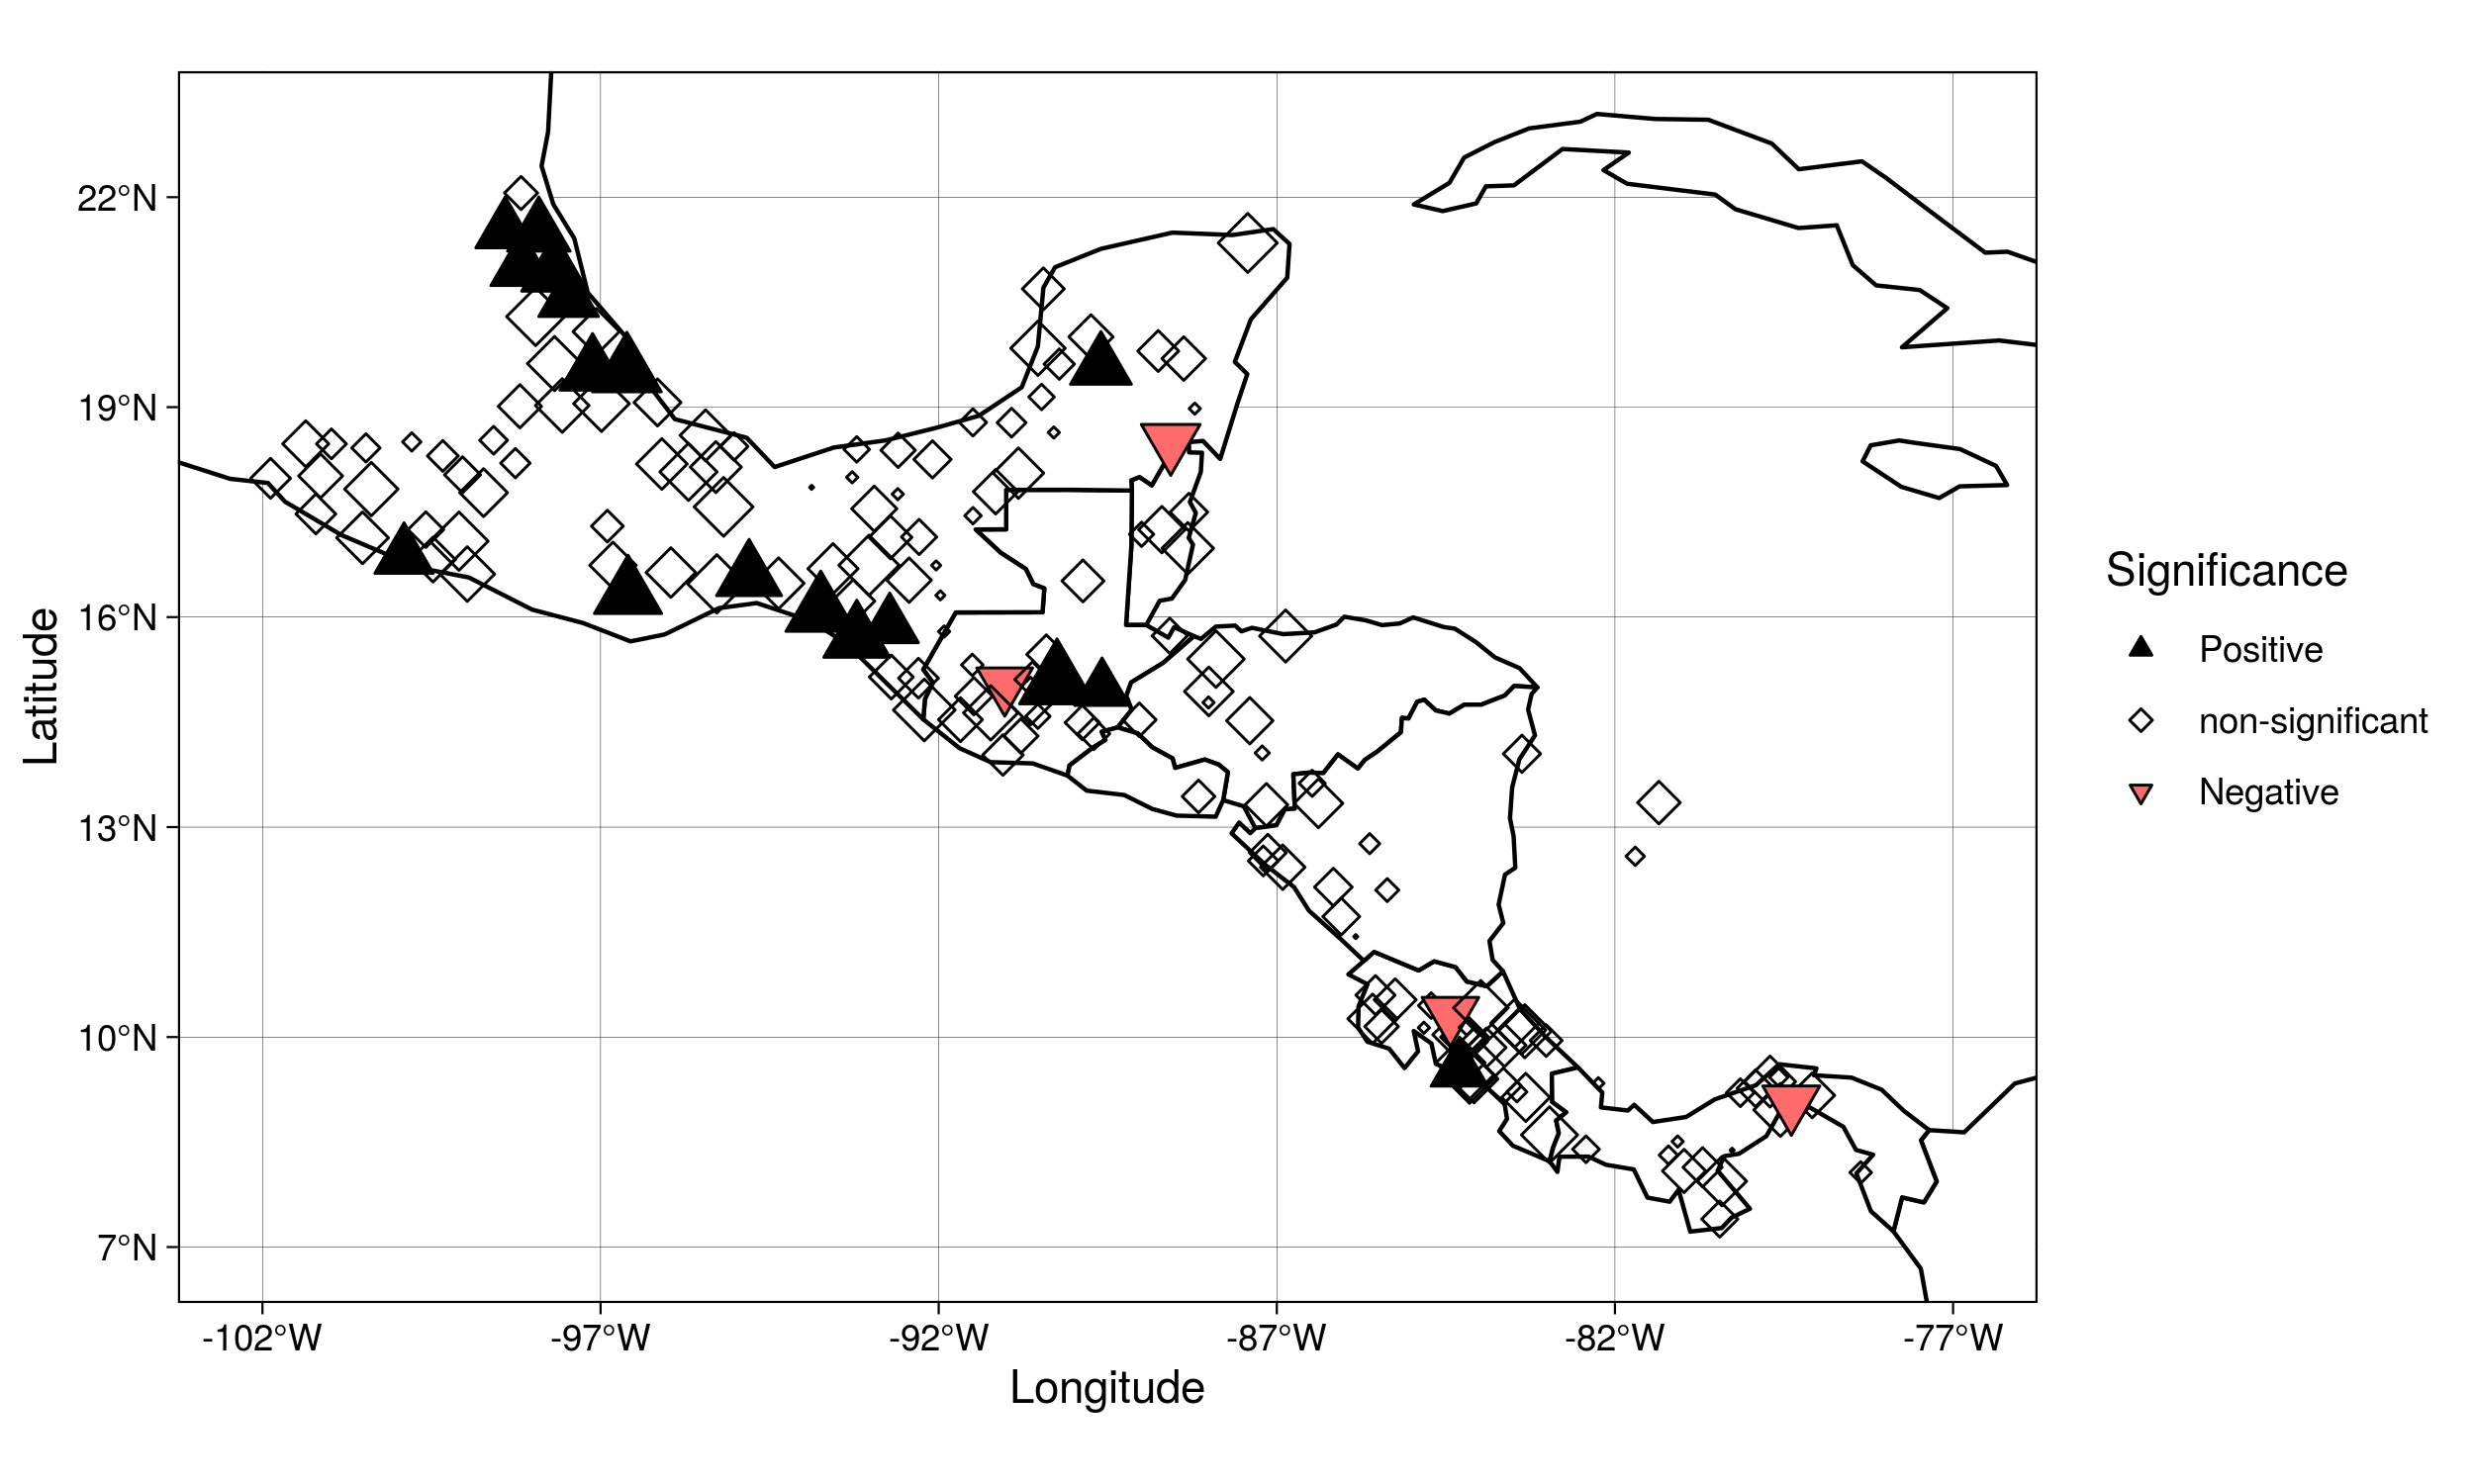 22°N
19°N
16°N
13°N
10°N
7°N
Latitude
-102°W
-97°W
-92°W
-87°W
-82°W
-77°W
Longitude
Significance
Positive
non-significant
Negative